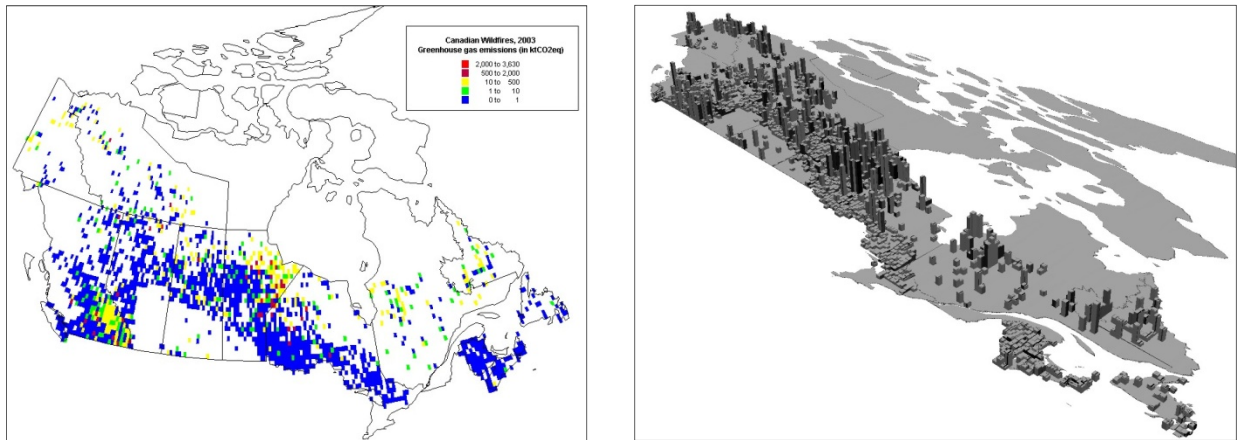 Canadian Wildfires, 2003
Greenhouse gas emissions (in ktCO2eq)
2,000 to 3,630
500 to 2,000
10 to 500
1 to 10
0 to 1